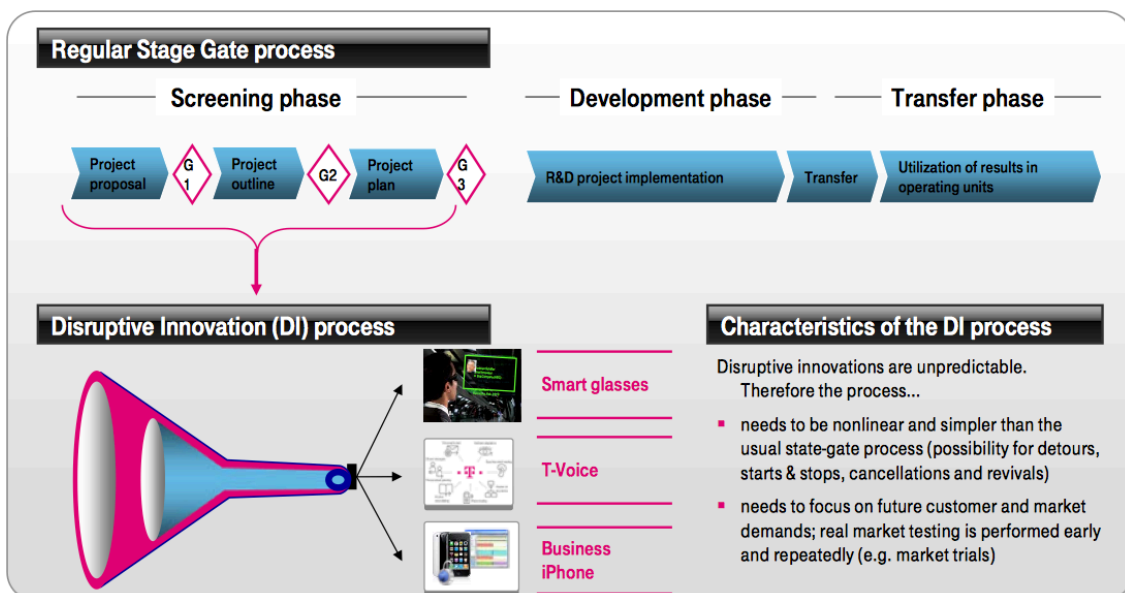 Regular Stage Gate process
Screening phase
Development phase
Transfer phase
Project
proposal
G
1
Project
outline
G2
Project
plan
G
3
R&D project implementation
Transfer
Utilization of results in
operating units
Disruptive Innovation (DI) process
Smart glasses
T-Voice
Business
iPhone
Characteristics of the DI process
Disruptive innovations are unpredictable.
Therefore the process...
▪ needs to be nonlinear and simpler than the
usual state-gate process (possibility for detours,
starts & stops, cancellations and revivals)
▪ needs to focus on future customer and market
demands; real market testing is performed early
and repeatedly (e.g. market trials)